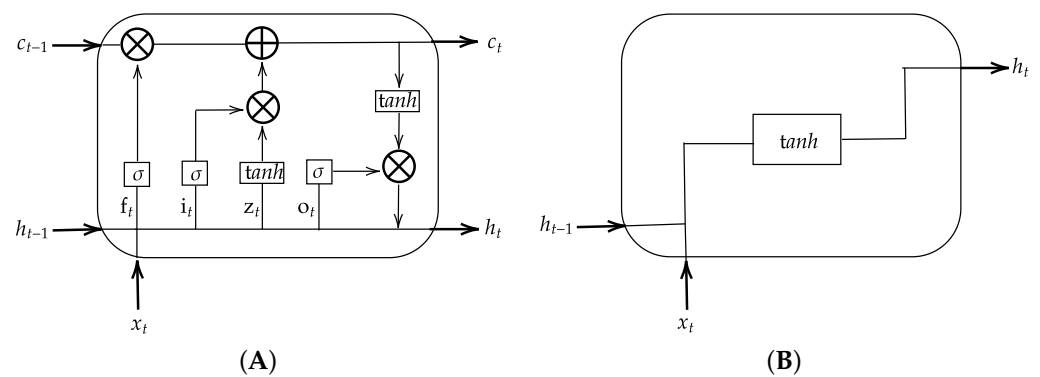 c_{t−1}
c_t
tanh
σ
σ
tanh
σ
f_t
i_t
z_t
o_t
h_{t−1}
h_t
x_t
(A)
h_t
tanh
h_{t−1}
x_t
(B)